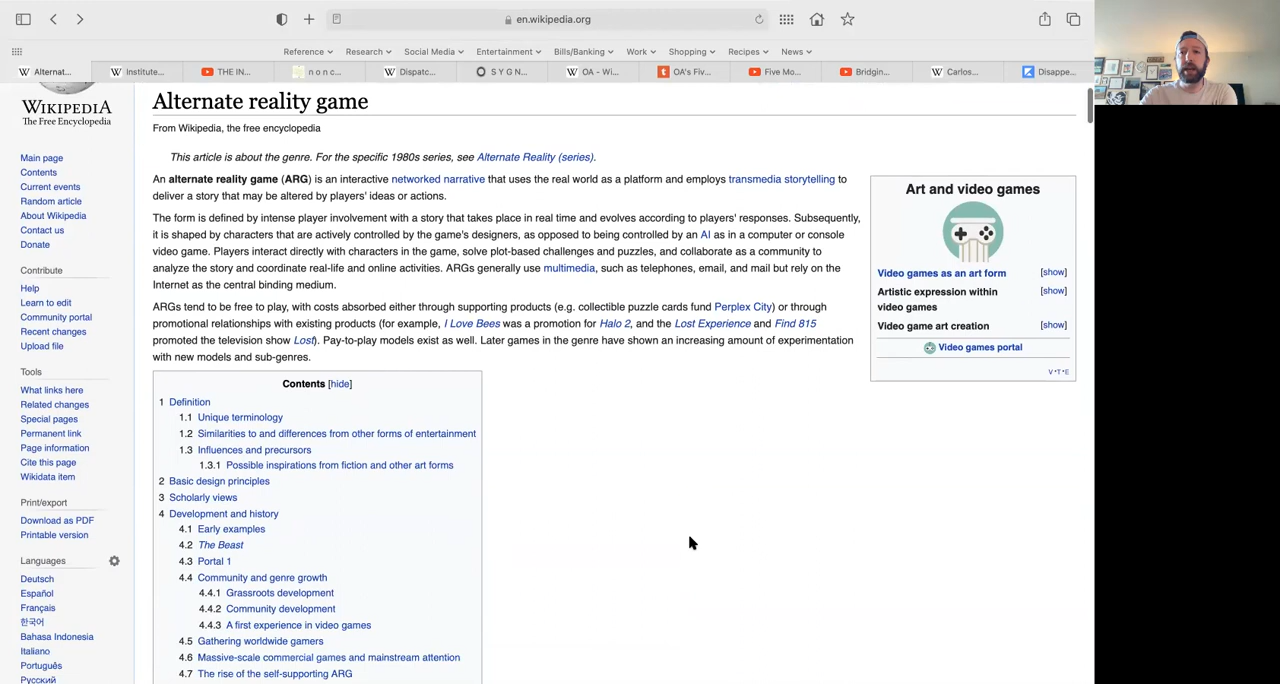 en.wikipedia.org
Reference Research Social Media Entertainment Bills/Banking Work Shopping Recipes News
Alternat... Institute... THE IN... n o n c... Dispatc... S Y G N... OA - Wi... OA's Fiv... Five Mo... Bridgin... Carlos... Disappe...
WIKIPEDIA
The Free Encyclopedia
Main page
Contents
Current events
Random article
About Wikipedia
Contact us
Donate
Contribute
Help
Learn to edit
Community portal
Recent changes
Upload file
Tools
What links here
Related changes
Special pages
Permanent link
Page information
Cite this page
Wikidata item
Print/export
Download as PDF
Printable version
Languages
Deutsch
Español
Français
한국어
Bahasa Indonesia
Italiano
Português
Русский
Alternate reality game
From Wikipedia, the free encyclopedia
This article is about the genre. For the specific 1980s series, see Alternate Reality (series).
An alternate reality game (ARG) is an interactive networked narrative that uses the real world as a platform and employs transmedia storytelling to
deliver a story that may be altered by players' ideas or actions.
The form is defined by intense player involvement with a story that takes place in real time and evolves according to players' responses. Subsequently,
it is shaped by characters that are actively controlled by the game's designers, as opposed to being controlled by an AI as in a computer or console
video game. Players interact directly with characters in the game, solve plot-based challenges and puzzles, and collaborate as a community to
analyze the story and coordinate real-life and online activities. ARGs generally use multimedia, such as telephones, email, and mail but rely on the
Internet as the central binding medium.
ARGs tend to be free to play, with costs absorbed either through supporting products (e.g. collectible puzzle cards fund Perplex City) or through
promotional relationships with existing products (for example, I Love Bees was a promotion for Halo 2, and the Lost Experience and Find 815
promoted the television show Lost). Pay-to-play models exist as well. Later games in the genre have shown an increasing amount of experimentation
with new models and sub-genres.
Contents [hide]
1 Definition
1.1 Unique terminology
1.2 Similarities to and differences from other forms of entertainment
1.3 Influences and precursors
1.3.1 Possible inspirations from fiction and other art forms
2 Basic design principles
3 Scholarly views
4 Development and history
4.1 Early examples
4.2 The Beast
4.3 Portal 1
4.4 Community and genre growth
4.4.1 Grassroots development
4.4.2 Community development
4.4.3 A first experience in video games
4.5 Gathering worldwide gamers
4.6 Massive-scale commercial games and mainstream attention
4.7 The rise of the self-supporting ARG
Art and video games
Video games as an art form [show]
Artistic expression within [show]
video games
Video game art creation [show]
Video games portal
V·T·E